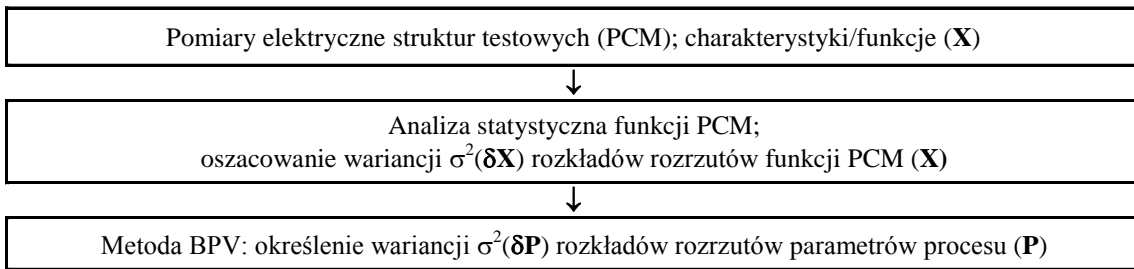 Pomiary elektryczne struktur testowych (PCM); charakterystyki/funkcje (X)
↓
Analiza statystyczna funkcji PCM;
oszacowanie wariancji σ²(δX) rozkładów rozrzutów funkcji PCM (X)
↓
Metoda BPV: określenie wariancji σ²(δP) rozkładów rozrzutów parametrów procesu (P)